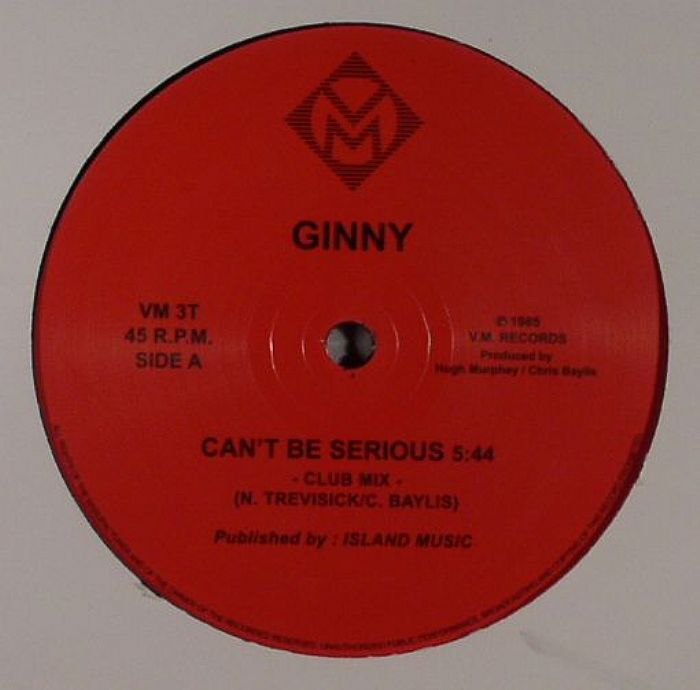 VM
GINNY
VM 3T
45 R.P.M.
SIDE A
℗ 1985
V.M. RECORDS
Produced by
Hugh Murphey / Chris Baylis
CAN'T BE SERIOUS 5:44
- CLUB MIX -
(N. TREVISICK/C. BAYLIS)
Published by : ISLAND MUSIC